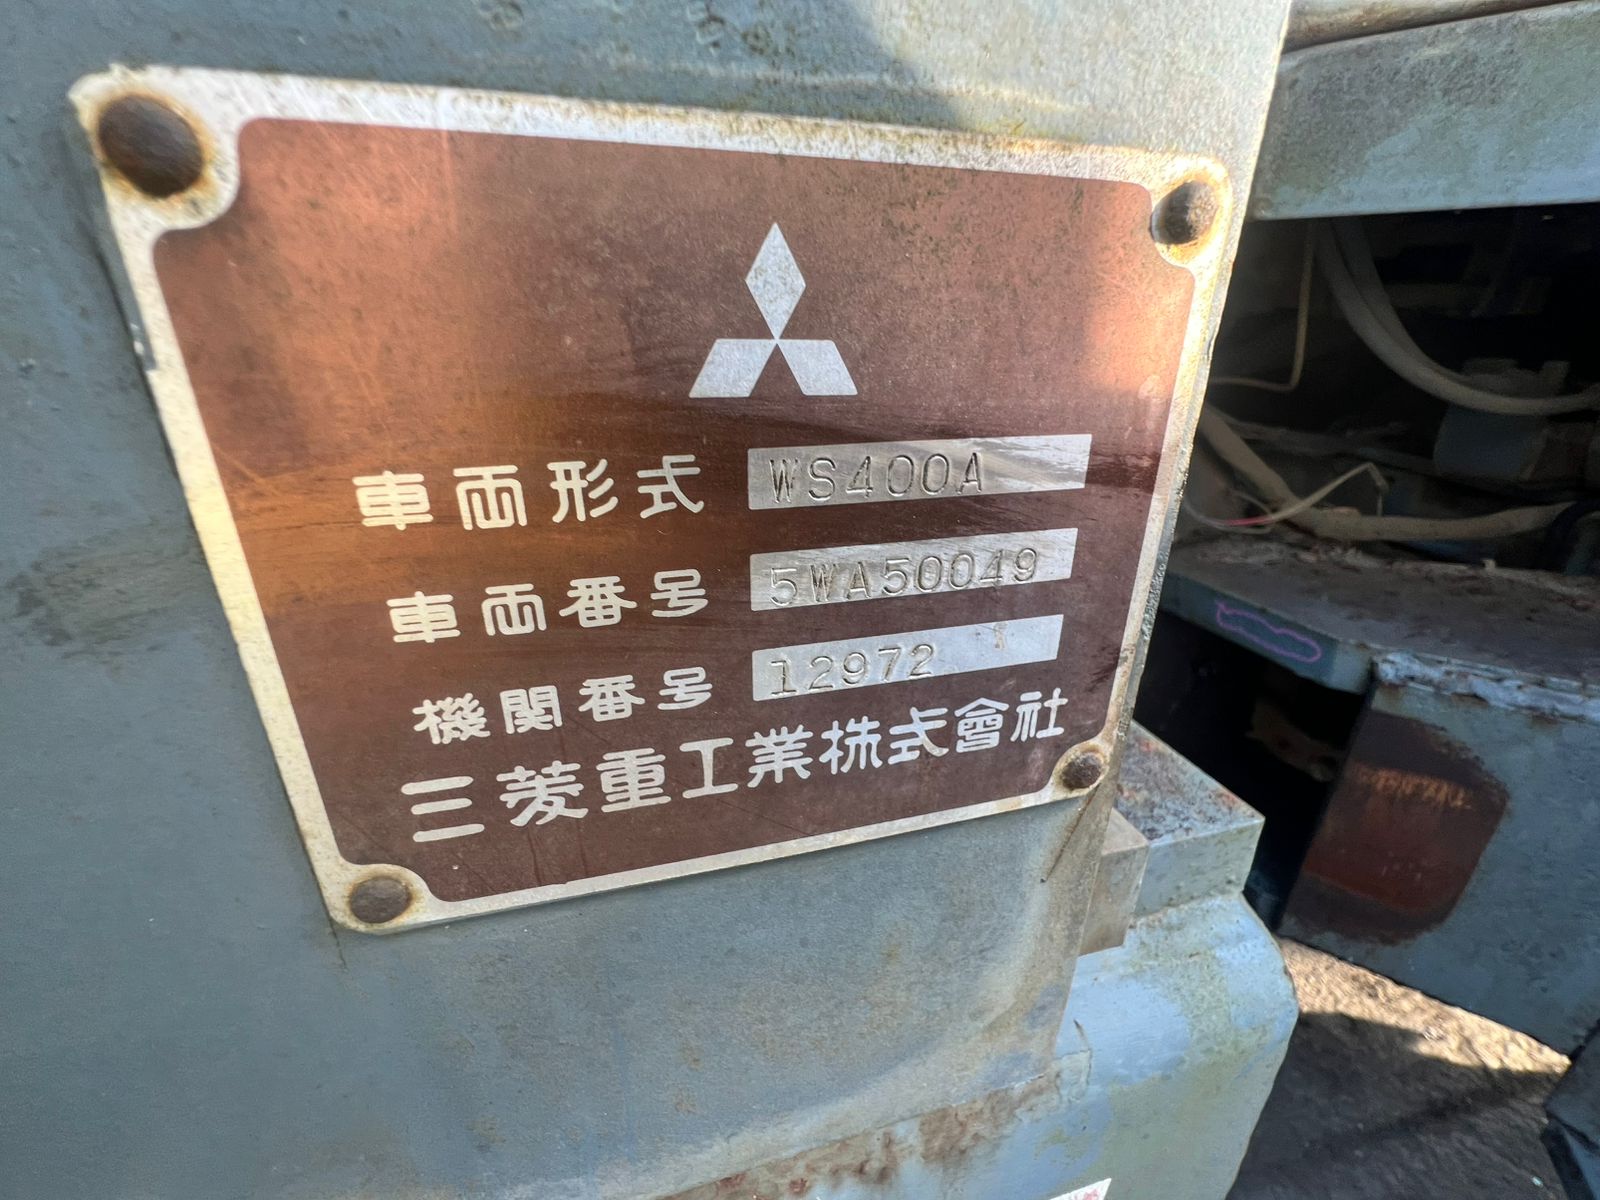 車両形式 WS400A
車両番号 5WA50049
機関番号 12972
三菱重工業株式會社